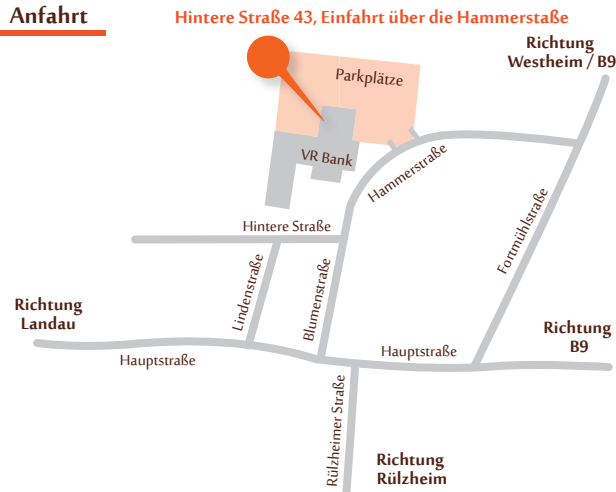 Anfahrt
Hintere Straße 43, Einfahrt über die Hammerstaße
Richtung
Westheim / B9
Parkplätze
VR Bank
Hammerstraße
Hintere Straße
Fortmühlstraße
Lindenstraße
Blumenstraße
Richtung
Landau
Richtung
B9
Hauptstraße
Hauptstraße
Rülzheimer Straße
Richtung
Rülzheim